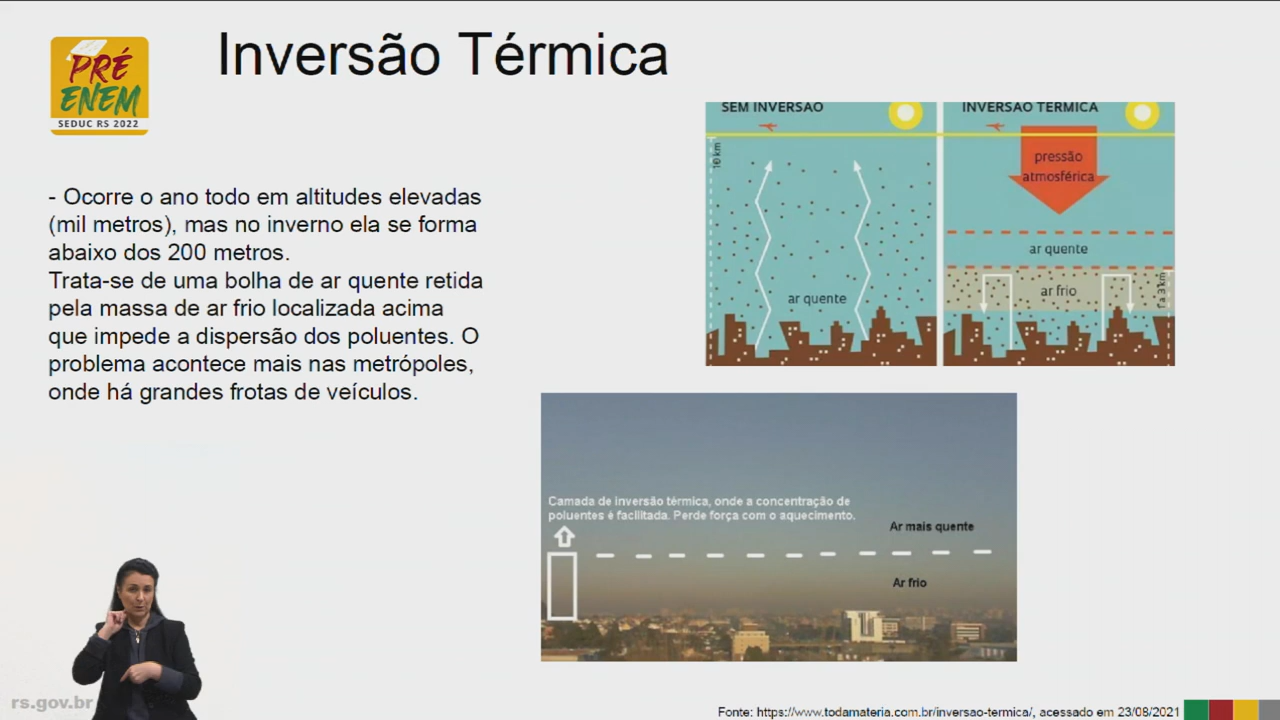 Inversão Térmica
PRÉ
ENEM
SEDUC RS 2022
- Ocorre o ano todo em altitudes elevadas
(mil metros), mas no inverno ela se forma
abaixo dos 200 metros.
Trata-se de uma bolha de ar quente retida
pela massa de ar frio localizada acima
que impede a dispersão dos poluentes. O
problema acontece mais nas metrópoles,
onde há grandes frotas de veículos.
SEM INVERSÃO
10 km
ar quente
INVERSÃO TÉRMICA
pressão
atmosférica
ar quente
ar frio
1 a 3 km
Camada de inversão térmica, onde a concentração de
poluentes é facilitada. Perde força com o aquecimento.
Ar mais quente
Ar frio
rs.gov.br
Fonte: https://www.todamateria.com.br/inversao-termica/, acessado em 23/08/2021